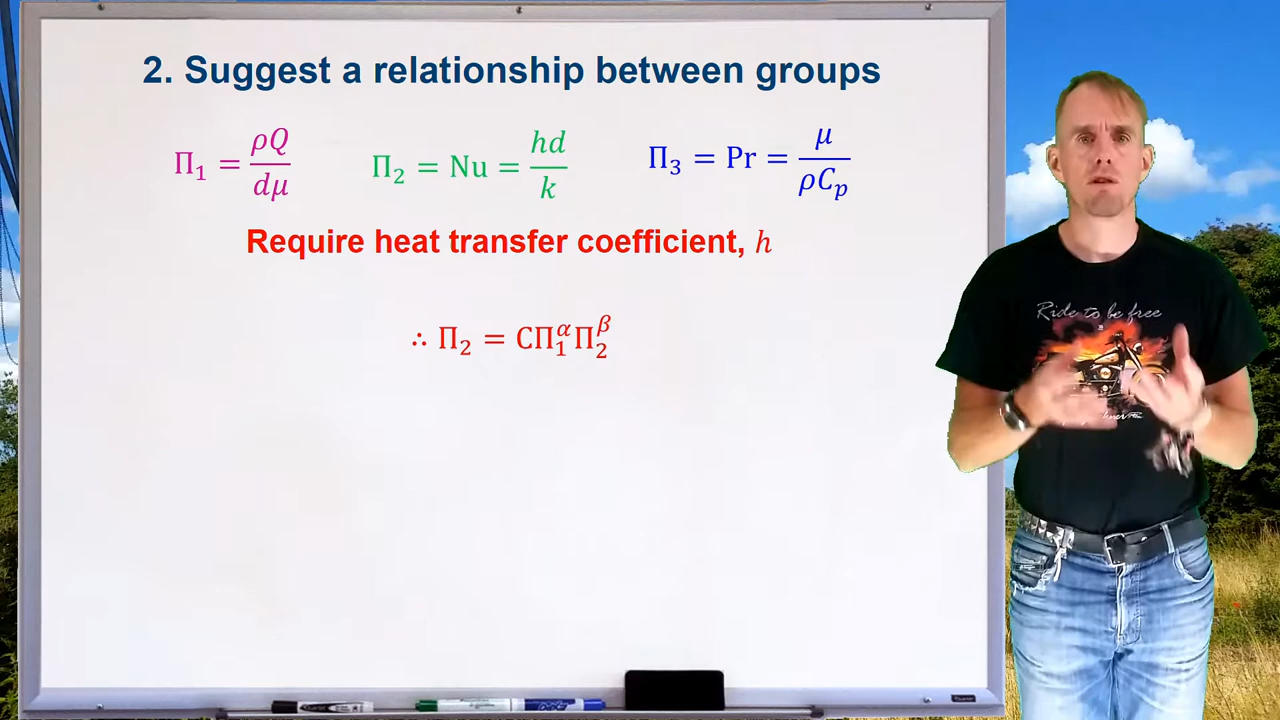 2. Suggest a relationship between groups
Π₁ = ρQ/dμ Π₂ = Nu = hd/k Π₃ = Pr = μ/ρCₚ
Require heat transfer coefficient, h
∴ Π₂ = CΠ₁^α Π₂^β
Ride to be free